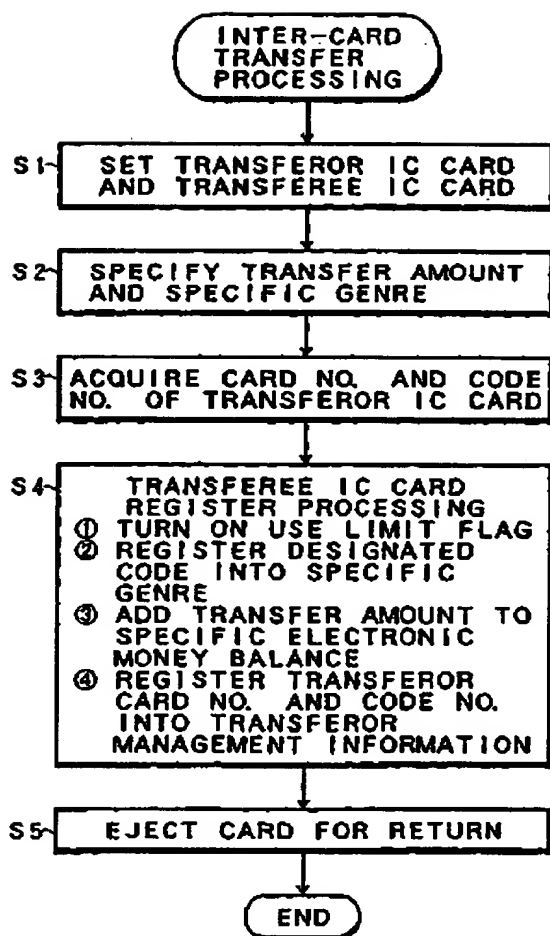 INTER-CARD
TRANSFER
PROCESSING
S1 SET TRANSFEROR IC CARD
AND TRANSFEREE IC CARD
S2 SPECIFY TRANSFER AMOUNT
AND SPECIFIC GENRE
S3 ACQUIRE CARD NO. AND CODE
NO. OF TRANSFEROR IC CARD
S4 TRANSFEREE IC CARD
REGISTER PROCESSING
① TURN ON USE LIMIT FLAG
② REGISTER DESIGNATED
CODE INTO SPECIFIC
GENRE
③ ADD TRANSFER AMOUNT TO
SPECIFIC ELECTRONIC
MONEY BALANCE
④ REGISTER TRANSFEROR
CARD NO. AND CODE NO.
INTO TRANSFEROR
MANAGEMENT INFORMATION
S5 EJECT CARD FOR RETURN
END